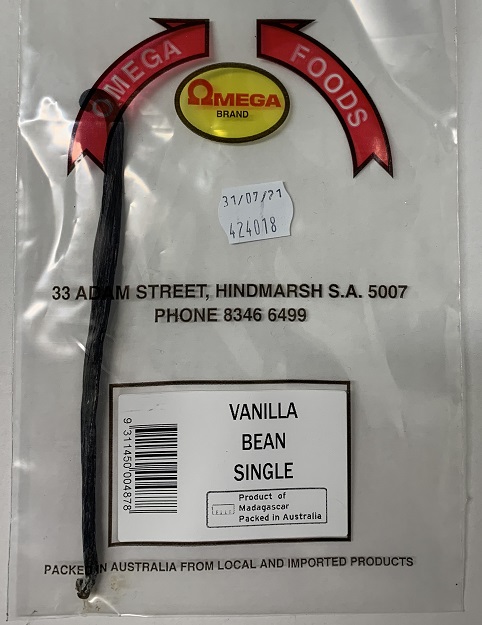 OMEGA FOODS
ΩMEGA
BRAND
31/07/21
424018
33 ADAM STREET, HINDMARSH S.A. 5007
PHONE 8346 6499
VANILLA
BEAN
SINGLE
Product of
Madagascar
Packed in Australia
9 311450 004878
PACKED IN AUSTRALIA FROM LOCAL AND IMPORTED PRODUCTS